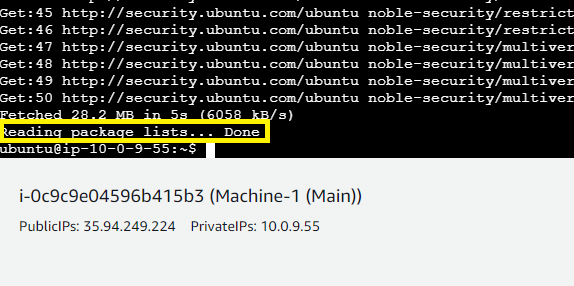 Get:45 http://security.ubuntu.com/ubuntu noble-security/restrict
Get:46 http://security.ubuntu.com/ubuntu noble-security/restrict
Get:47 http://security.ubuntu.com/ubuntu noble-security/multiver
Get:48 http://security.ubuntu.com/ubuntu noble-security/multiver
Get:49 http://security.ubuntu.com/ubuntu noble-security/multiver
Get:50 http://security.ubuntu.com/ubuntu noble-security/multiver
Fetched 28.2 MB in 5s (6058 kB/s)
Reading package lists... Done
ubuntu@ip-10-0-9-55:~$
i-0c9c9e04596b415b3 (Machine-1 (Main))
PublicIPs: 35.94.249.224 PrivateIPs: 10.0.9.55